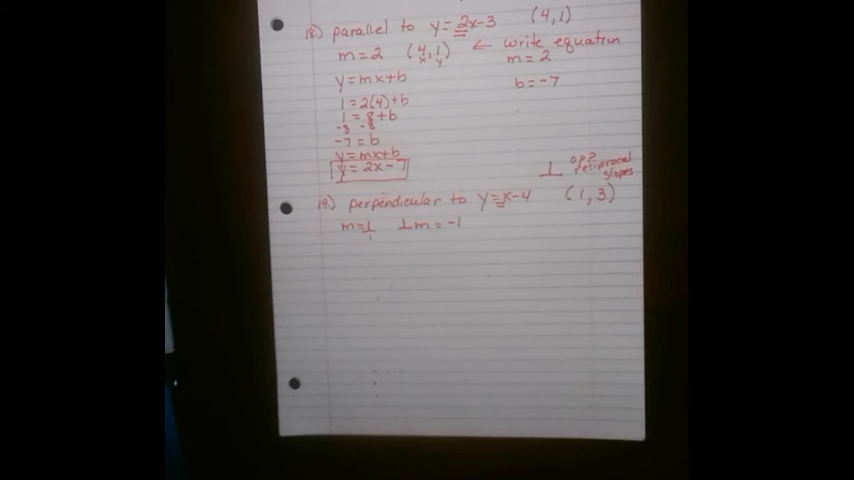 18.) parallel to y=2x-3 (4,1)
m=2 (4,1) ← write equation
x y m=2
y=mx+b b=-7
1=2(4)+b
1=8+b
-8 -8
-7=b
y=mx+b
y=2x-7
⊥ opp. reciprocal slopes
19.) perpendicular to y=x-4 (1,3)
m=1/1 ⊥m=-1